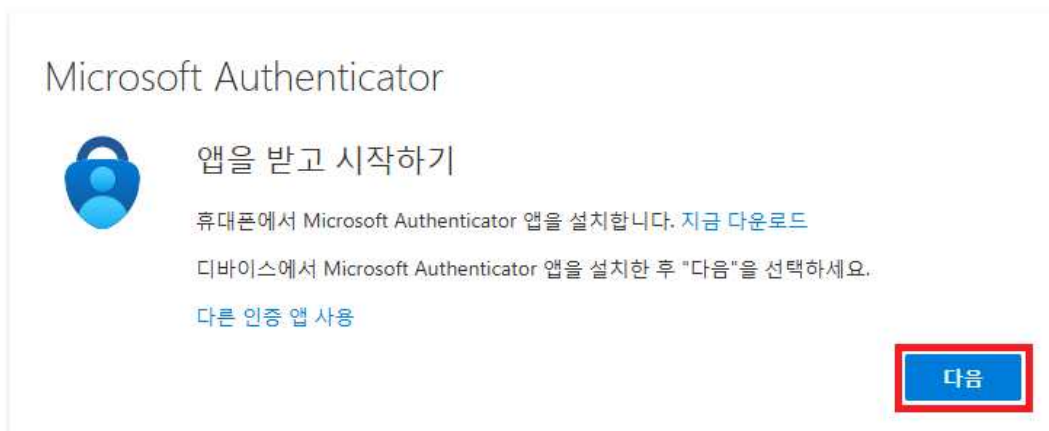 Microsoft Authenticator
앱을 받고 시작하기
휴대폰에서 Microsoft Authenticator 앱을 설치합니다. 지금 다운로드
디바이스에서 Microsoft Authenticator 앱을 설치한 후 "다음"을 선택하세요.
다른 인증 앱 사용
다음